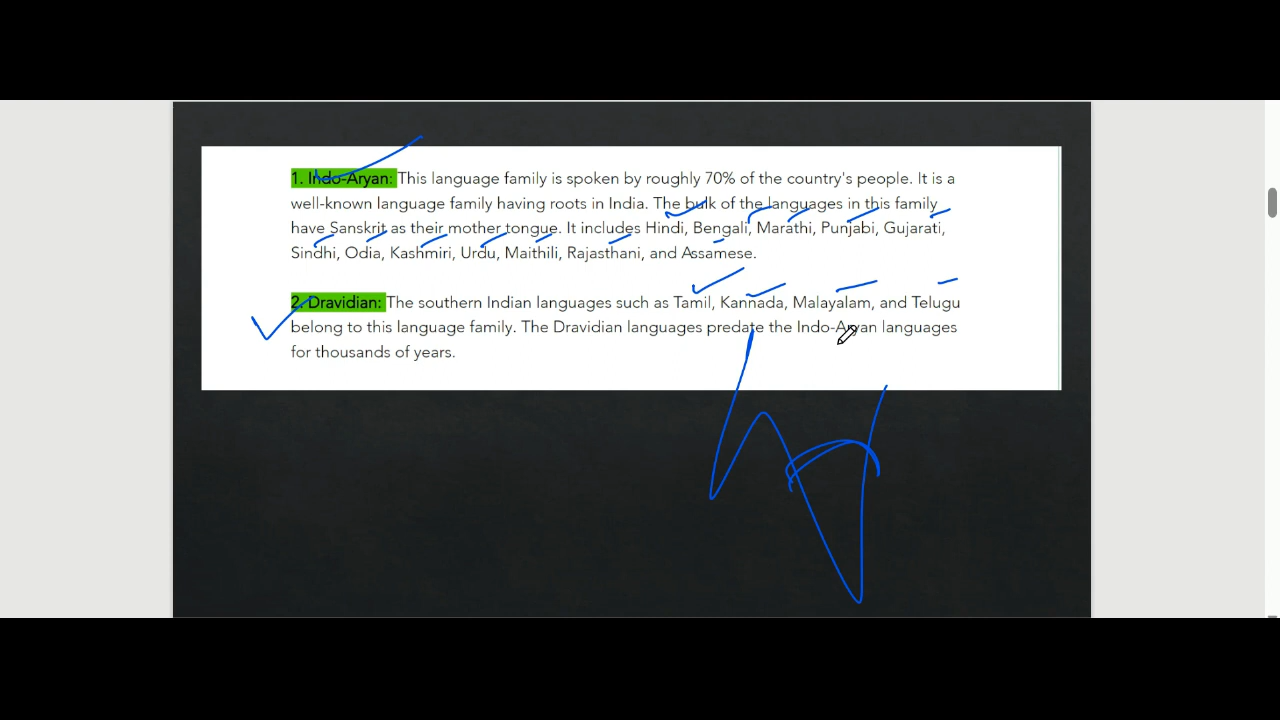 1. Indo-Aryan: This language family is spoken by roughly 70% of the country's people. It is a
well-known language family having roots in India. The bulk of the languages in this family
have Sanskrit as their mother tongue. It includes Hindi, Bengali, Marathi, Punjabi, Gujarati,
Sindhi, Odia, Kashmiri, Urdu, Maithili, Rajasthani, and Assamese.
2. Dravidian: The southern Indian languages such as Tamil, Kannada, Malayalam, and Telugu
belong to this language family. The Dravidian languages predate the Indo-Aryan languages
for thousands of years.